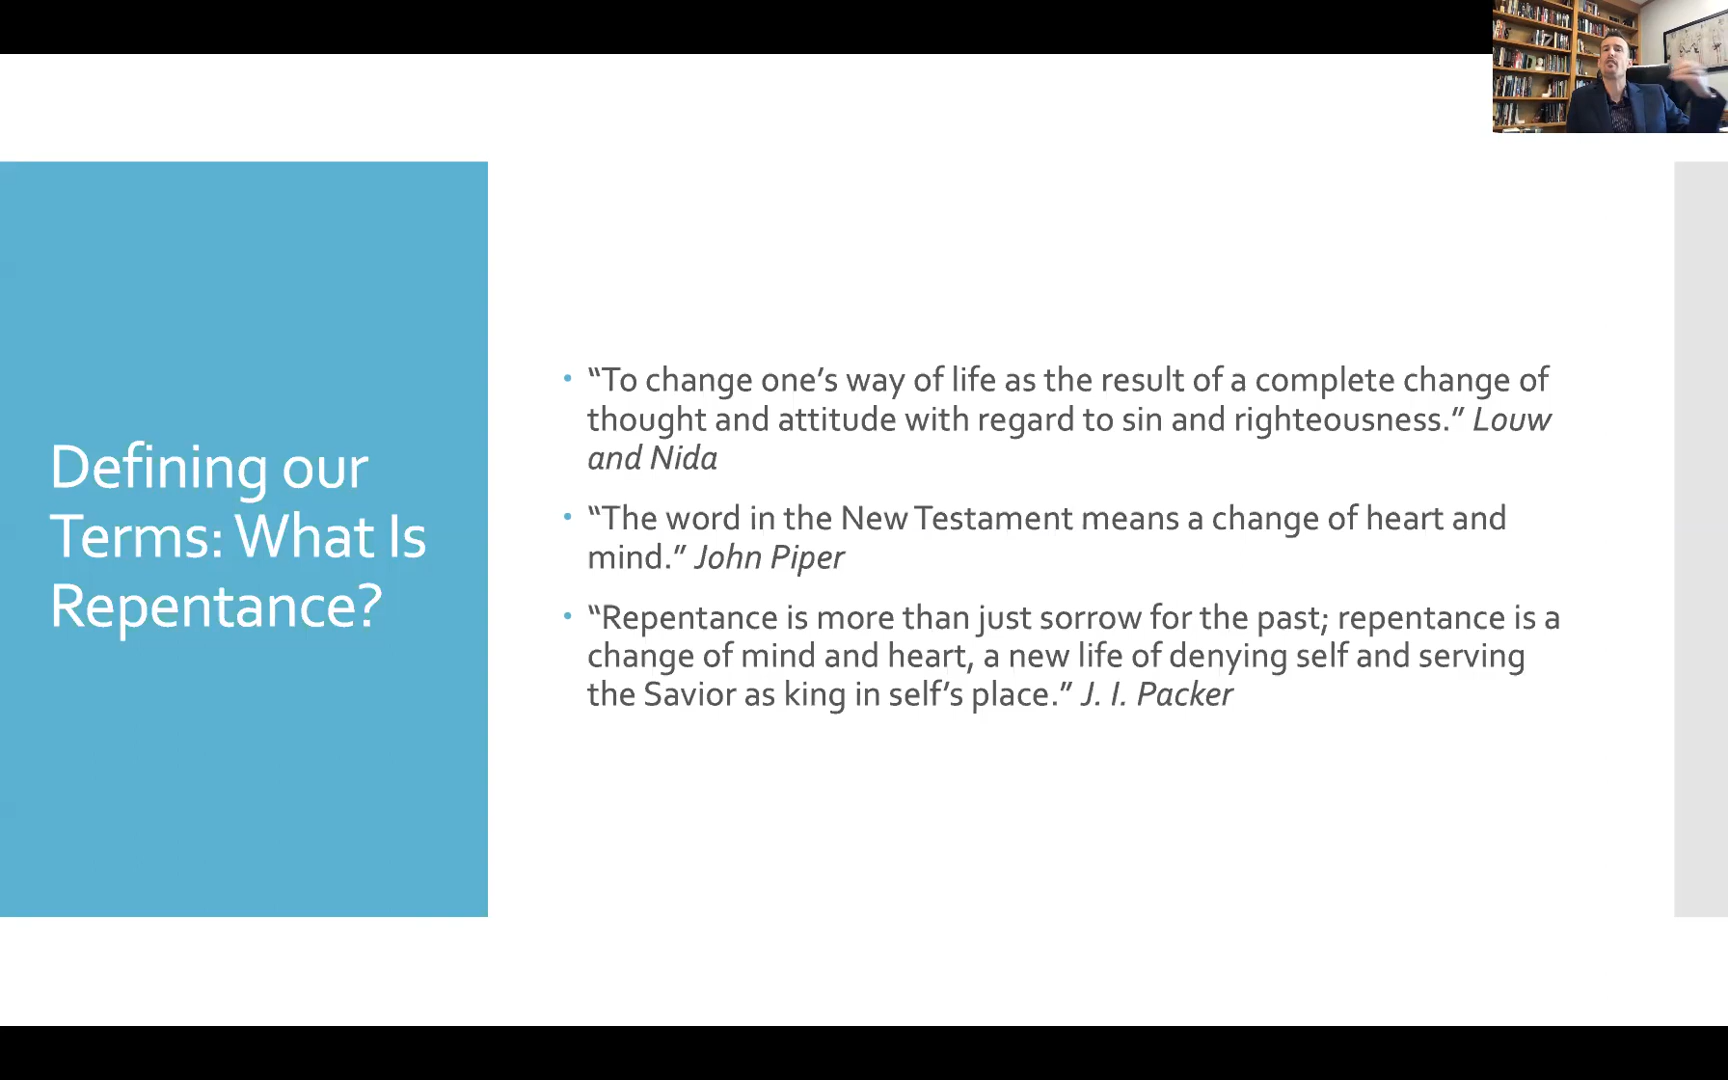 Defining our
Terms: What Is
Repentance?
• “To change one’s way of life as the result of a complete change of
thought and attitude with regard to sin and righteousness.” Louw
and Nida
• “The word in the New Testament means a change of heart and
mind.” John Piper
• “Repentance is more than just sorrow for the past; repentance is a
change of mind and heart, a new life of denying self and serving
the Savior as king in self’s place.” J. I. Packer